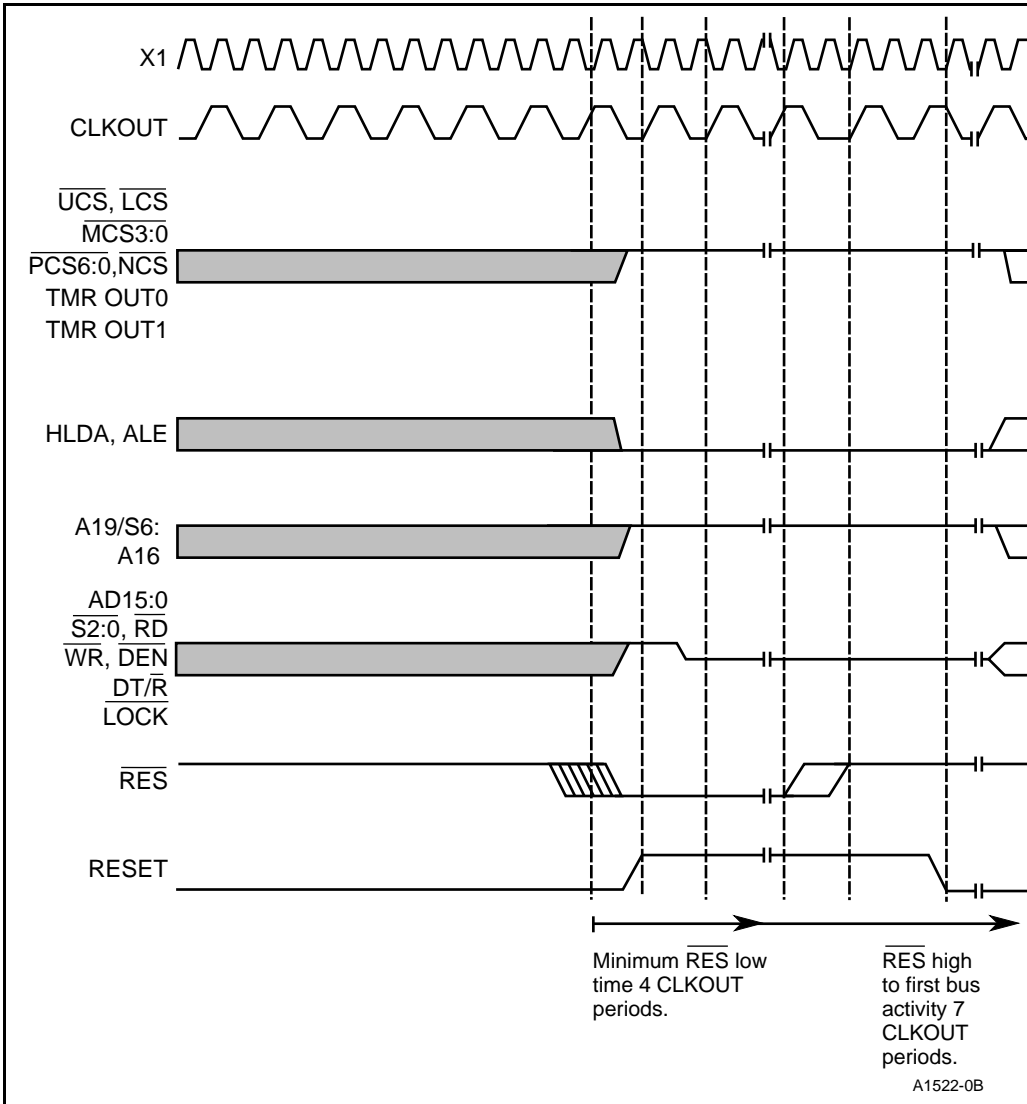 X1
CLKOUT
UCS, LCS
MCS3:0
PCS6:0,NCS
TMR OUT0
TMR OUT1
HLDA, ALE
A19/S6:
A16
AD15:0
S2:0, RD
WR, DEN
DT/R
LOCK
RES
RESET
Minimum RES low
time 4 CLKOUT
periods.
RES high
to first bus
activity 7
CLKOUT
periods.
A1522-0B